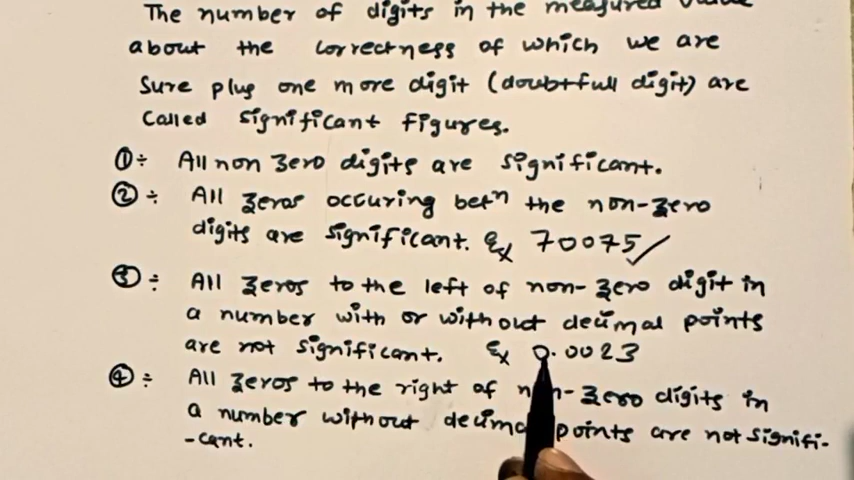 The number of digits in the measured value
about the correctness of which we are
Sure plus one more digit (doubtfull digit) are
Called significant figures.
①÷ All non zero digits are significant.
②÷ All zeros occuring betⁿ the non-zero
digits are significant. Ex 70075 ✓
③÷ All zeros to the left of non-zero digit in
a number with or without decimal points
are not significant. Ex 0.0023
④÷ All zeros to the right of non-zero digits in
a number without decimal points are not signifi-
-cant.